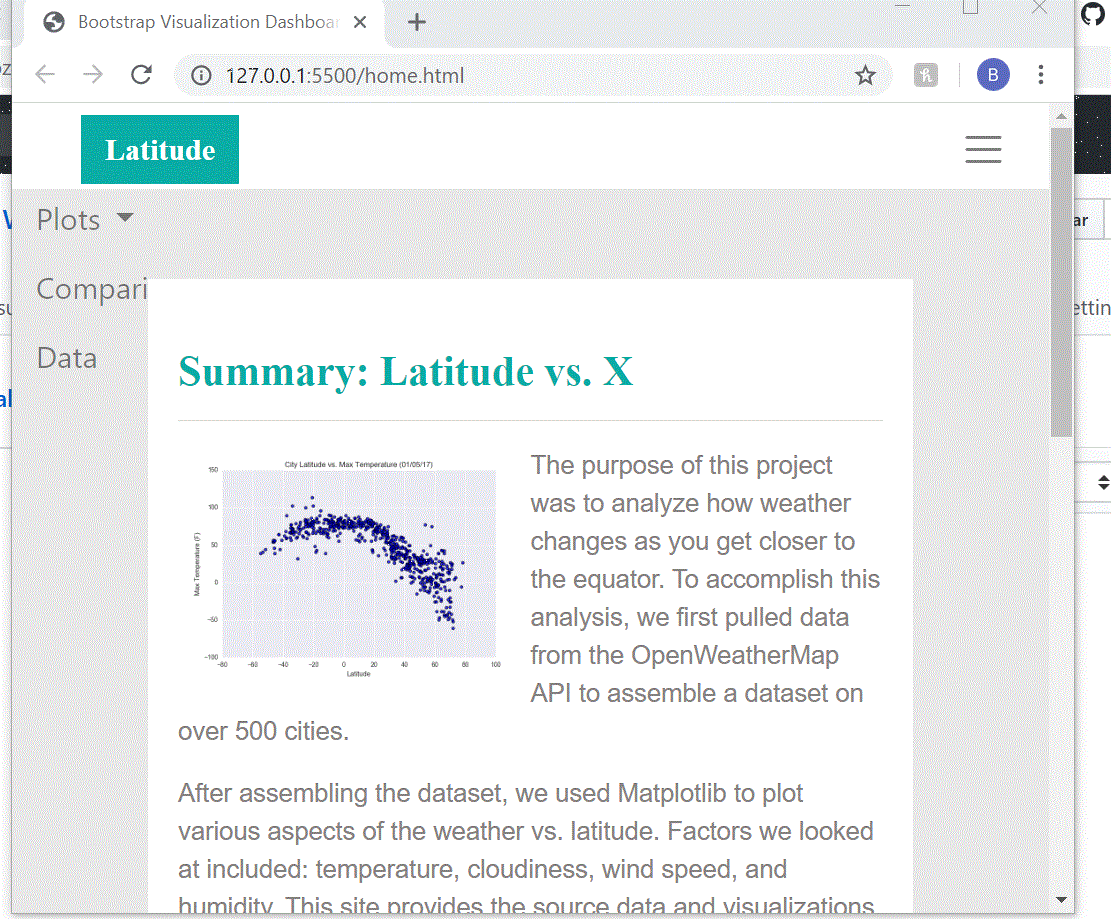 Bootstrap Visualization Dashboar
127.0.0.1:5500/home.html
B
Latitude
Plots
Compari
Data
ar
ettin
Summary: Latitude vs. X
City Latitude vs. Max Temperature (01/05/17)
Max Temperature (F)
150
100
50
0
−50
−100
−80 −60 −40 −20 0 20 40 60 80 100
Latitude
The purpose of this project
was to analyze how weather
changes as you get closer to
the equator. To accomplish this
analysis, we first pulled data
from the OpenWeatherMap
API to assemble a dataset on
over 500 cities.
After assembling the dataset, we used Matplotlib to plot
various aspects of the weather vs. latitude. Factors we looked
at included: temperature, cloudiness, wind speed, and
humidity. This site provides the source data and visualizations